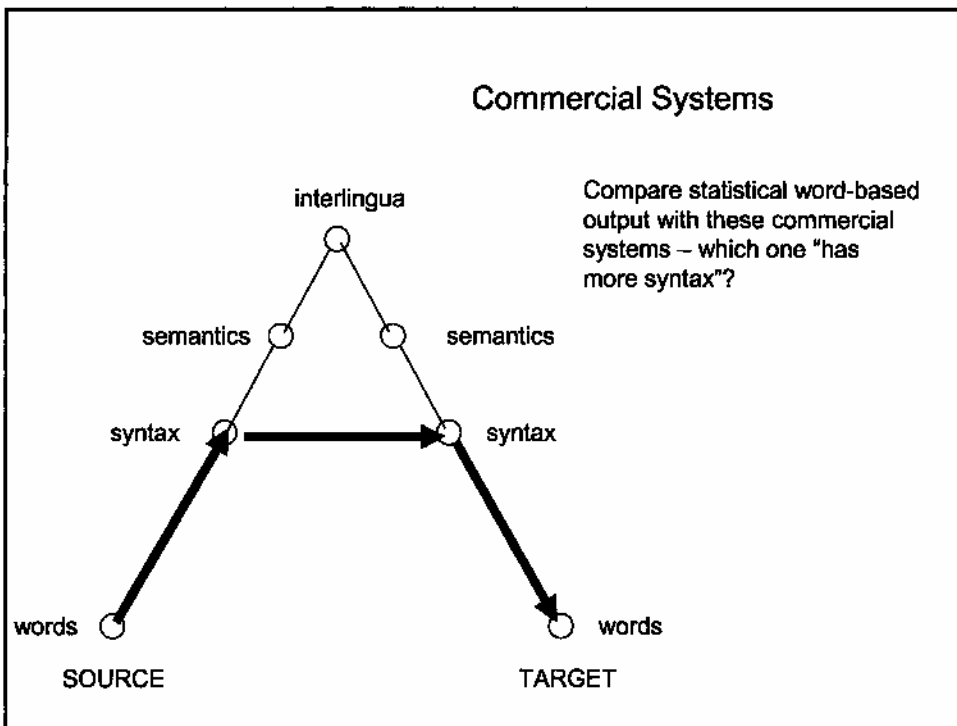 Commercial Systems
Compare statistical word-based
output with these commercial
systems – which one "has
more syntax"?
interlingua
semantics semantics
syntax syntax
words words
SOURCE TARGET